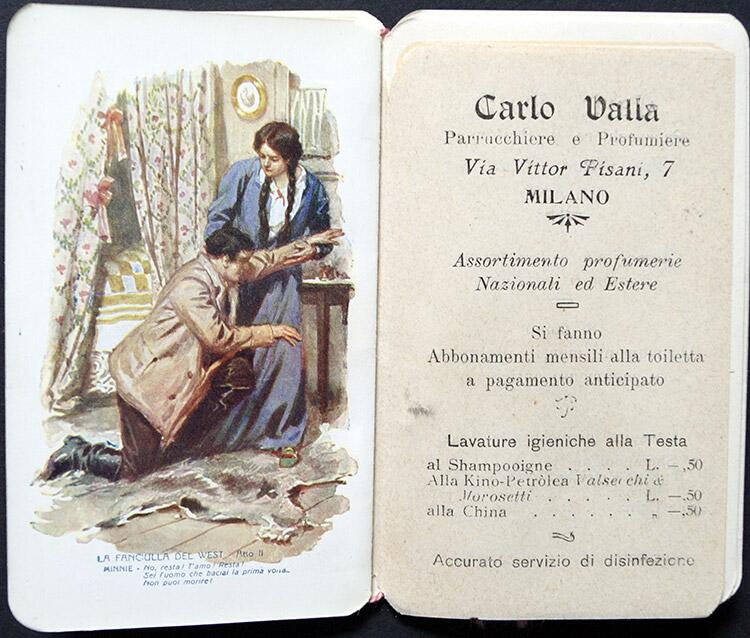 LA FANCIULLA DEL WEST Atto II
MINNIE - No, resta! T'amo! Resta!
Sei l'uomo che baciai la prima volta...
Non puoi morire!
Carlo Valla
Parrucchiere e Profumiere
Via Vittor Pisani, 7
MILANO
Assortimento profumerie
Nazionali ed Estere
Si fanno
Abbonamenti mensili alla toiletta
a pagamento anticipato
Lavature igieniche alla Testa
al Shampooigne . . . . L. —,50
Alla Kino-Petròlea Valsecchi &
Morosetti . . . . . L. —,50
alla China . . . . . „ —,50
Accurato servizio di disinfezione